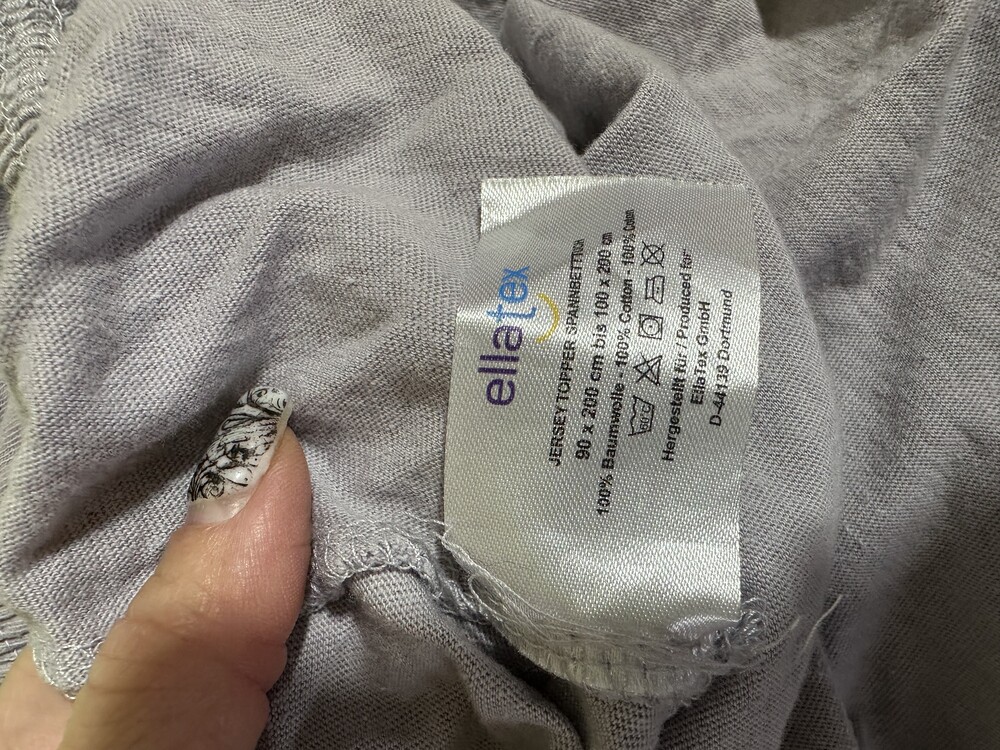 ellatex
JERSEY TOPPER SPANNBETTTUCH
90 x 200 cm bis 100 x 200 cm
100% Baumwolle - 100% Cotton - 100% Coton
60C
Hergestellt für / Produced for
EllaTex GmbH
D-44139 Dortmund